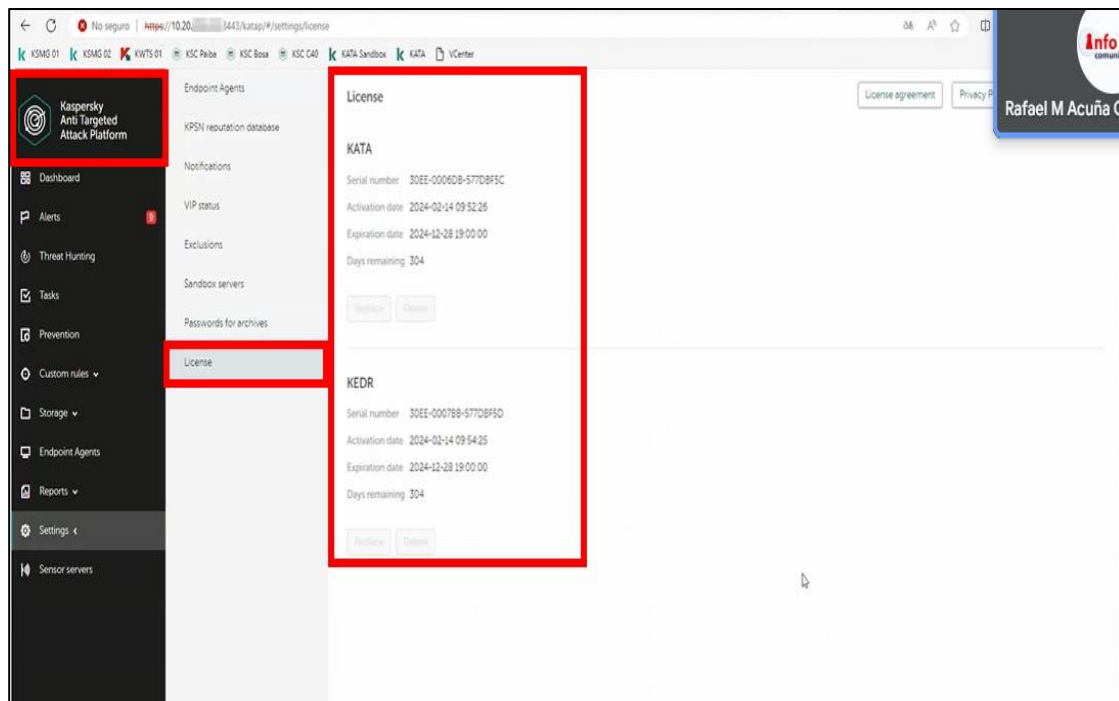 No seguro | https://10.20. 3443/katap/#/settings/license
KSMG 01 KSMG 02 KWTS 01 KSC Paiba KSC Bosa KSC C40 KATA Sandbox KATA VCenter
Info
comuni
Rafael M Acuña
Kaspersky
Anti Targeted
Attack Platform
Dashboard
Alerts 9
Threat Hunting
Tasks
Prevention
Custom rules
Storage
Endpoint Agents
Reports
Settings
Sensor servers
Endpoint Agents
KPSN reputation database
Notifications
VIP status
Exclusions
Sandbox servers
Passwords for archives
License
License
License agreement
Privacy P
KATA
Serial number 30EE-0006DB-577DBF5C
Activation date 2024-02-14 09:52:26
Expiration date 2024-12-28 19:00:00
Days remaining 304
Replace Delete
KEDR
Serial number 30EE-0007BB-577DBF5D
Activation date 2024-02-14 09:54:25
Expiration date 2024-12-28 19:00:00
Days remaining 304
Replace Delete